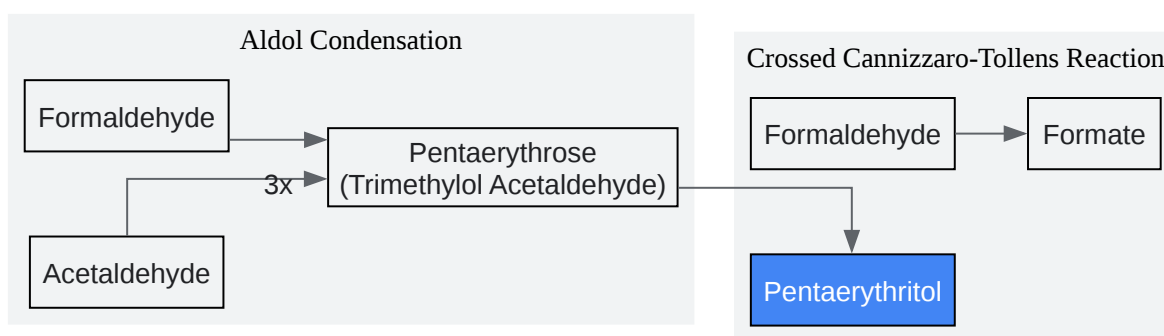 Aldol Condensation
Formaldehyde
3x
Acetaldehyde
Pentaerythrose
(Trimethylol Acetaldehyde)
Crossed Cannizzaro-Tollens Reaction
Formaldehyde
Formate
Pentaerythritol